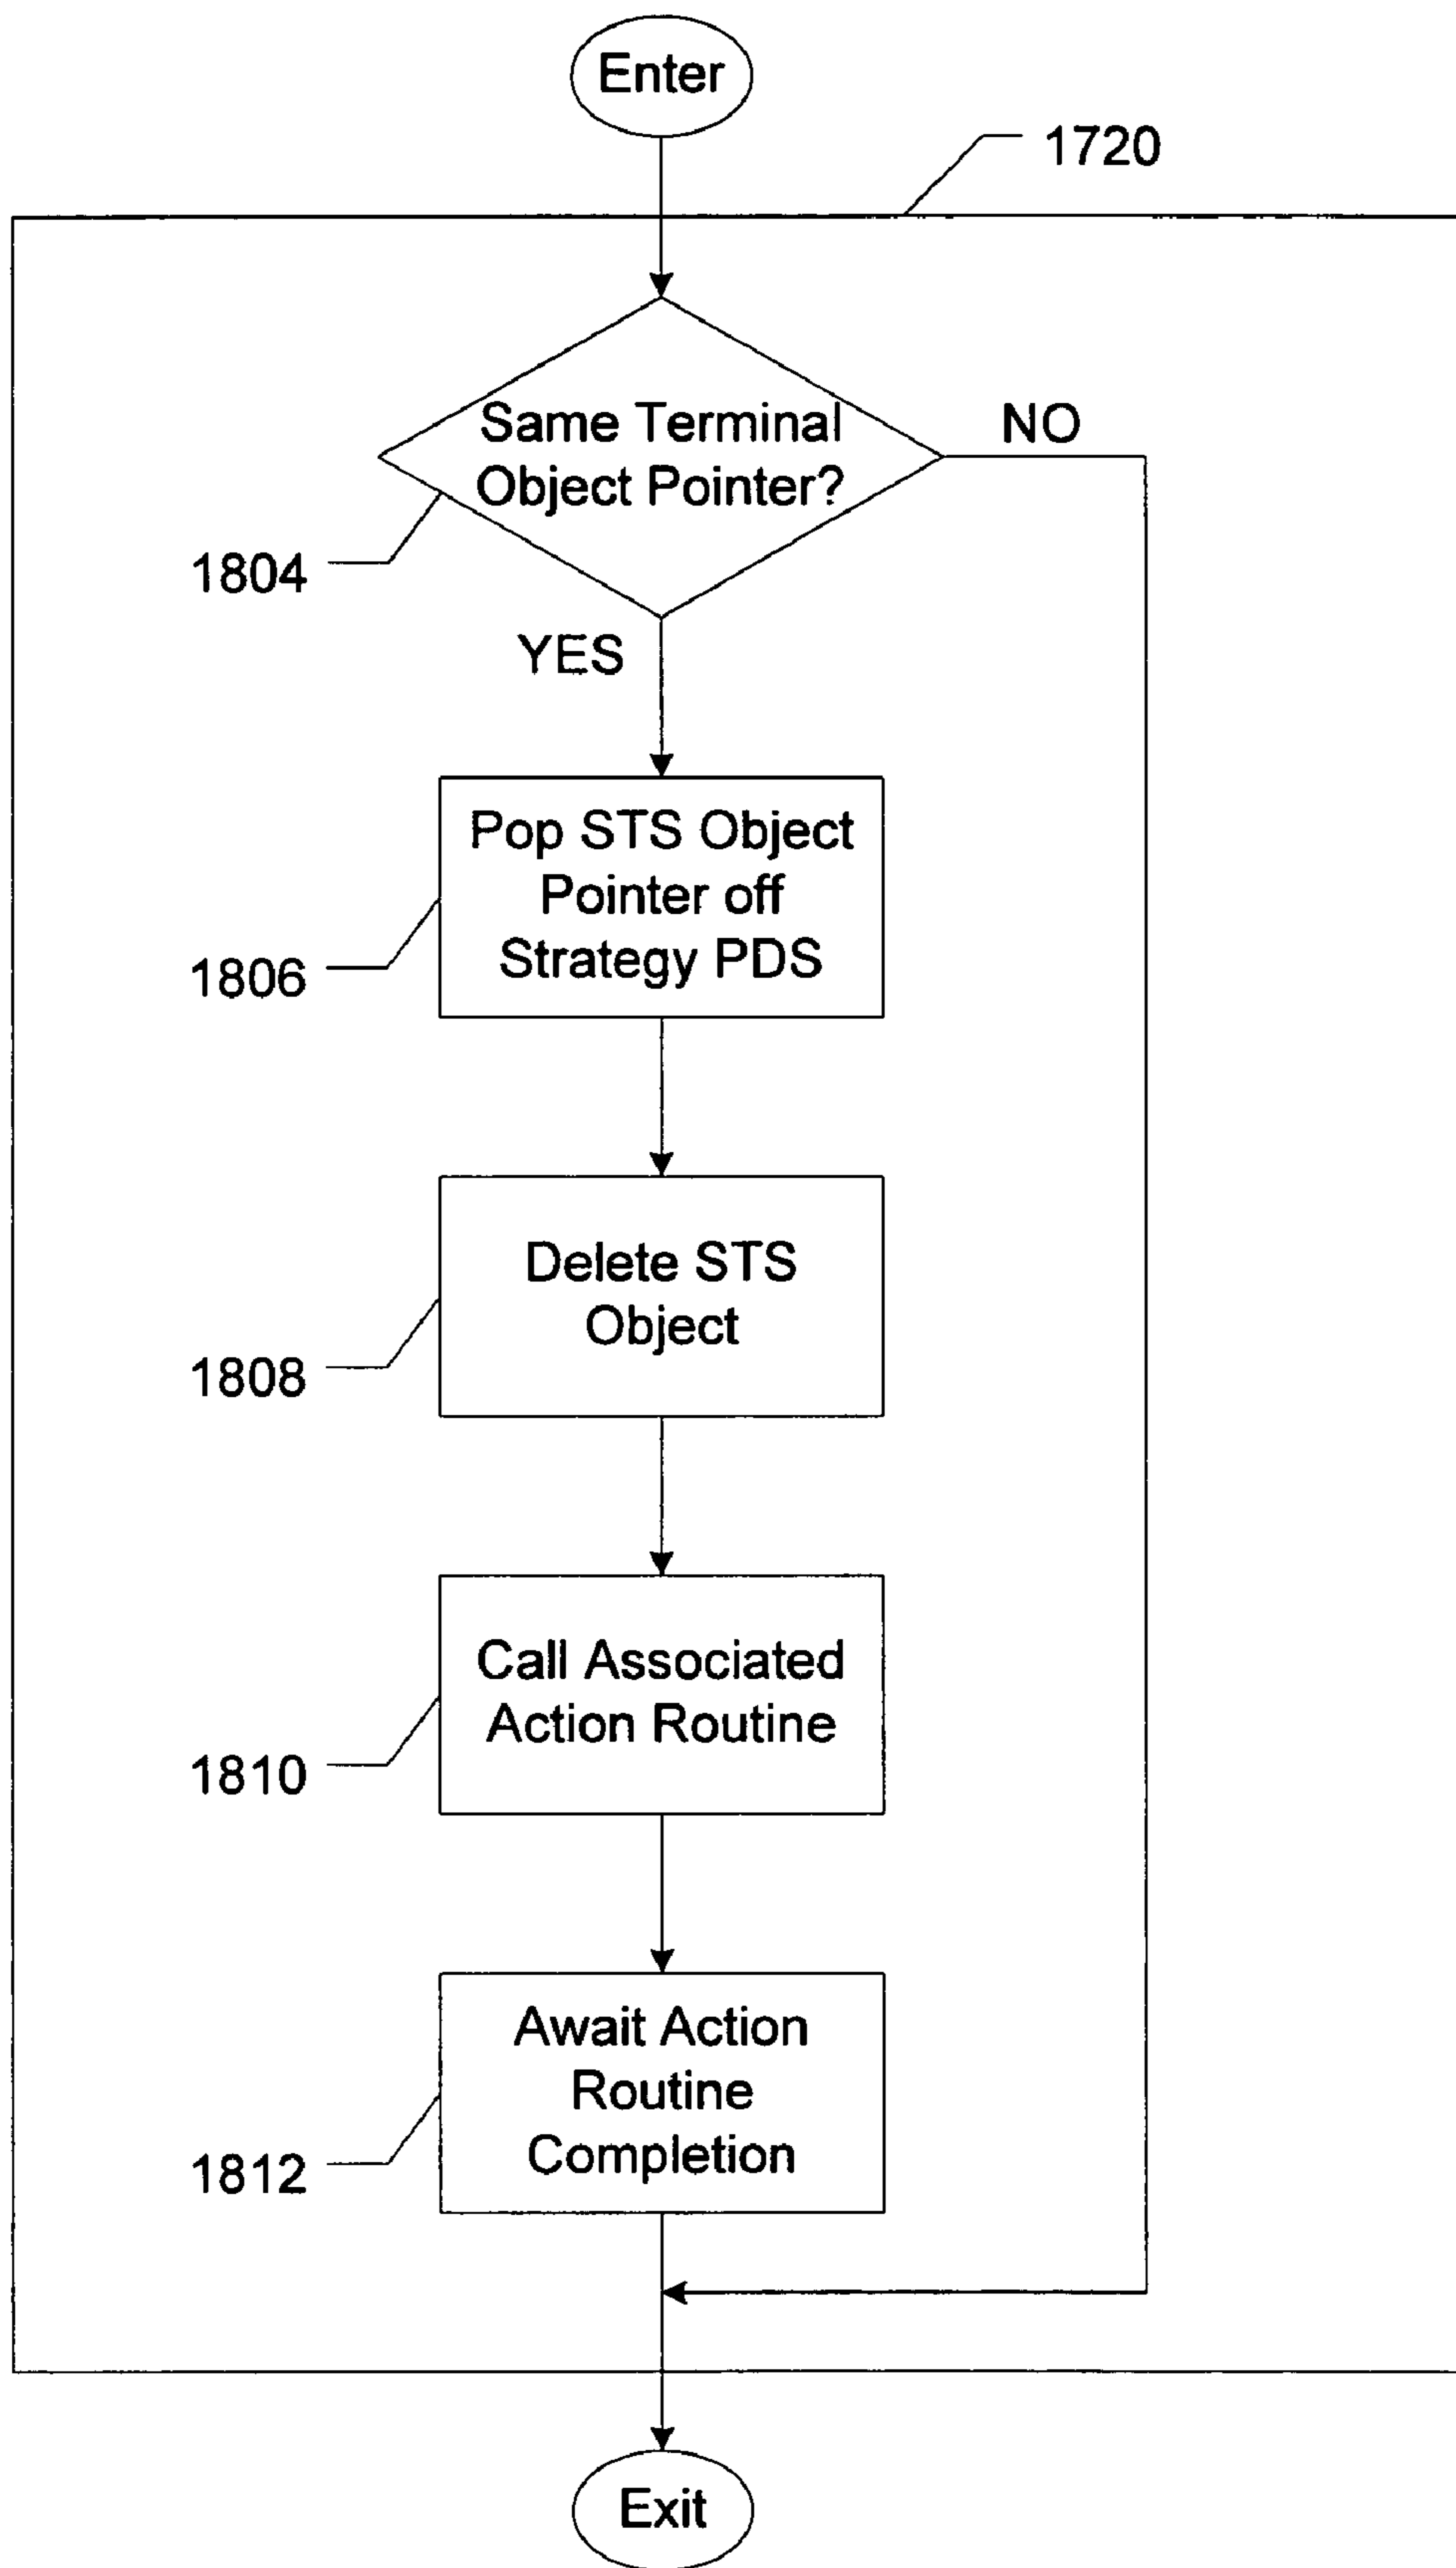 Enter
1720
Same Terminal
Object Pointer?
NO
1804
YES
Pop STS Object
Pointer off
Strategy PDS
1806
Delete STS
Object
1808
Call Associated
Action Routine
1810
Await Action
Routine
Completion
1812
Exit